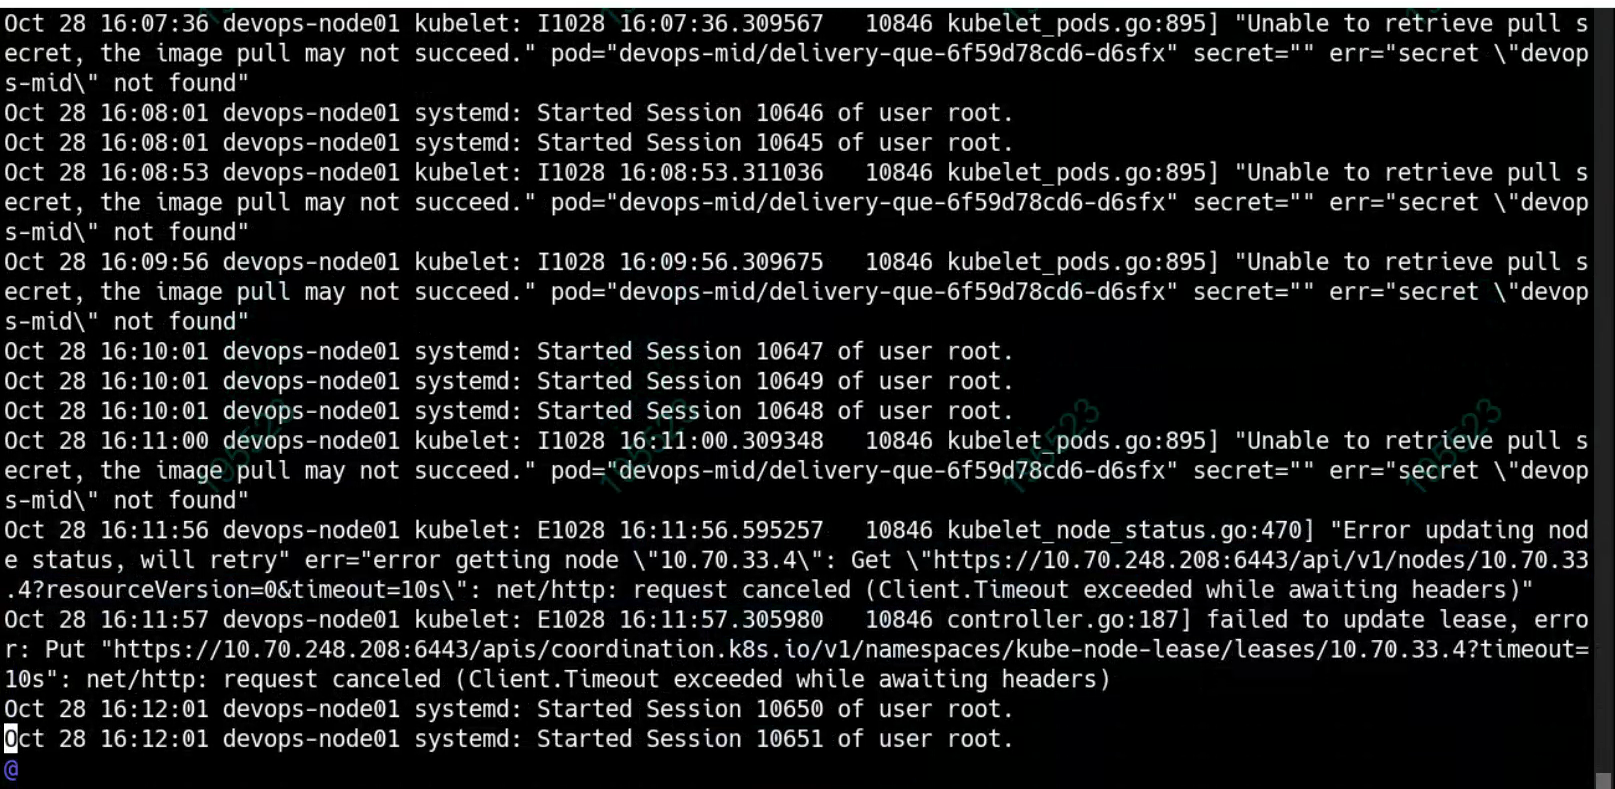 Oct 28 16:07:36 devops-node01 kubelet: I1028 16:07:36.309567   10846 kubelet_pods.go:895] "Unable to retrieve pull s
ecret, the image pull may not succeed." pod="devops-mid/delivery-que-6f59d78cd6-d6sfx" secret="" err="secret \"devop
s-mid\" not found"
Oct 28 16:08:01 devops-node01 systemd: Started Session 10646 of user root.
Oct 28 16:08:01 devops-node01 systemd: Started Session 10645 of user root.
Oct 28 16:08:53 devops-node01 kubelet: I1028 16:08:53.311036   10846 kubelet_pods.go:895] "Unable to retrieve pull s
ecret, the image pull may not succeed." pod="devops-mid/delivery-que-6f59d78cd6-d6sfx" secret="" err="secret \"devop
s-mid\" not found"
Oct 28 16:09:56 devops-node01 kubelet: I1028 16:09:56.309675   10846 kubelet_pods.go:895] "Unable to retrieve pull s
ecret, the image pull may not succeed." pod="devops-mid/delivery-que-6f59d78cd6-d6sfx" secret="" err="secret \"devop
s-mid\" not found"
Oct 28 16:10:01 devops-node01 systemd: Started Session 10647 of user root.
Oct 28 16:10:01 devops-node01 systemd: Started Session 10649 of user root.
Oct 28 16:10:01 devops-node01 systemd: Started Session 10648 of user root.
Oct 28 16:11:00 devops-node01 kubelet: I1028 16:11:00.309348   10846 kubelet_pods.go:895] "Unable to retrieve pull s
ecret, the image pull may not succeed." pod="devops-mid/delivery-que-6f59d78cd6-d6sfx" secret="" err="secret \"devop
s-mid\" not found"
Oct 28 16:11:56 devops-node01 kubelet: E1028 16:11:56.595257   10846 kubelet_node_status.go:470] "Error updating nod
e status, will retry" err="error getting node \"10.70.33.4\": Get \"https://10.70.248.208:6443/api/v1/nodes/10.70.33
.4?resourceVersion=0&timeout=10s\": net/http: request canceled (Client.Timeout exceeded while awaiting headers)"
Oct 28 16:11:57 devops-node01 kubelet: E1028 16:11:57.305980   10846 controller.go:187] failed to update lease, erro
r: Put "https://10.70.248.208:6443/apis/coordination.k8s.io/v1/namespaces/kube-node-lease/leases/10.70.33.4?timeout=
10s": net/http: request canceled (Client.Timeout exceeded while awaiting headers)
Oct 28 16:12:01 devops-node01 systemd: Started Session 10650 of user root.
Oct 28 16:12:01 devops-node01 systemd: Started Session 10651 of user root.
@
195523
195523
195523
195523